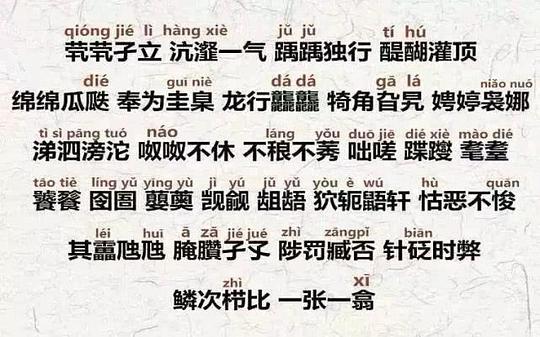 qióng jié lì hàng xiè jǔ jǔ tí hú
茕茕孑立 沆瀣一气 踽踽独行 醍醐灌顶
dié guī niè dá dá gā lá niǎo nuó
绵绵瓜瓞 奉为圭臬 龙行龘龘 犄角旮旯 娉婷袅娜
tì sì pāng tuó náo láng yǒu duō jiē dié xiè mào dié
涕泗滂沱 呶呶不休 不稂不莠 咄嗟 蹀躞 耄耋
tāo tiè líng yǔ yīng yù jì yú jǔ yǔ yòu è wú hù quān
饕餮 囹圄 蘡薁 觊觎 龃龉 狖轭鼯轩 怙恶不悛
léi huī ā zā jié jué zhì zāngpǐ biān
其靁虺虺 腌臜 孑孓 陟罚臧否 针砭时弊
zhì xī
鳞次栉比 一张一翕